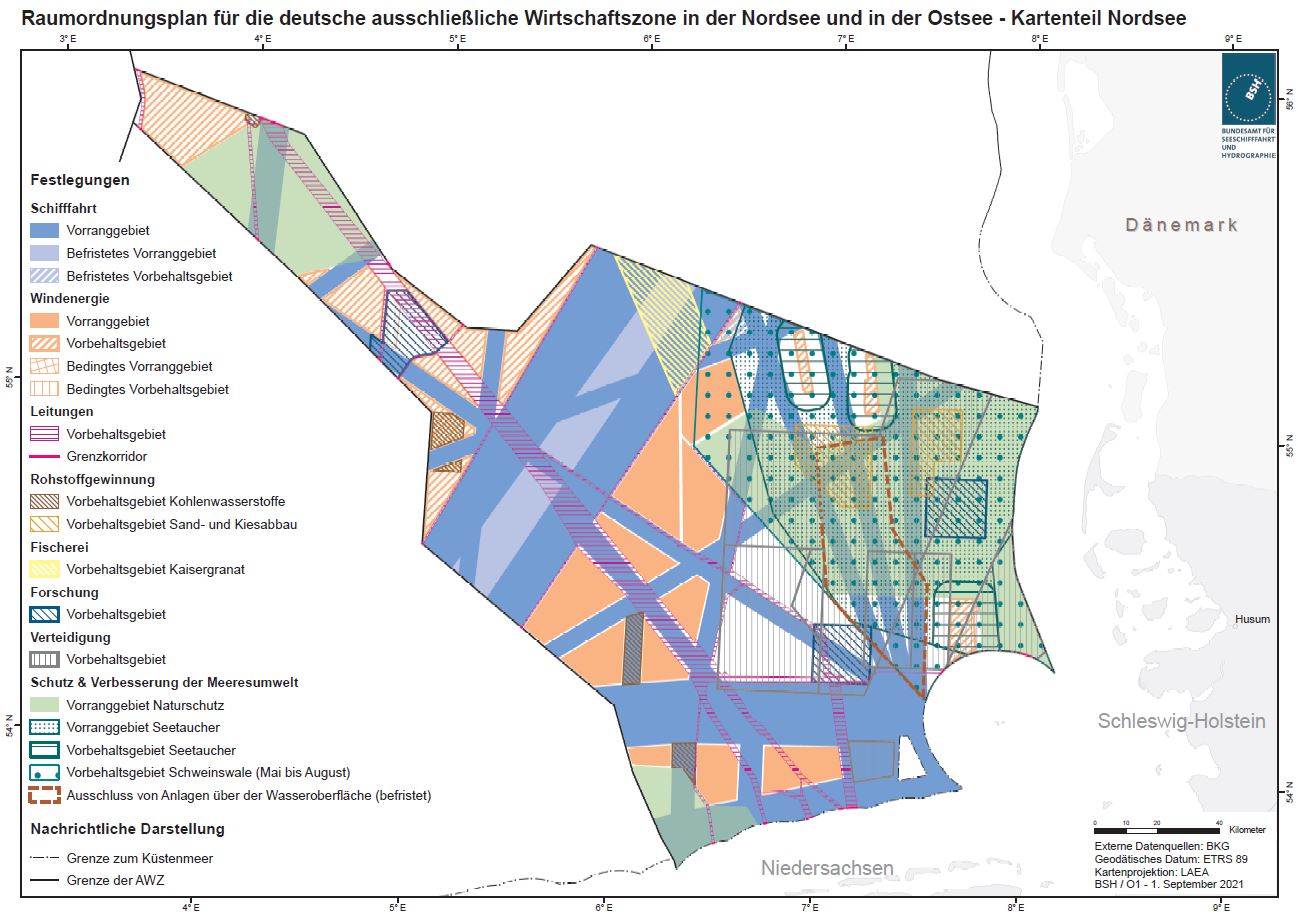 Raumordnungsplan für die deutsche ausschließliche Wirtschaftszone in der Nordsee und in der Ostsee - Kartenteil Nordsee
3° E
4° E
5° E
6° E
7° E
8° E
9° E
56° N
BSH
BUNDESAMT FÜR
SEESCHIFFFAHRT
UND
HYDROGRAPHIE
Dänemark
Festlegungen
Schifffahrt
Vorranggebiet
Befristetes Vorranggebiet
Befristetes Vorbehaltsgebiet
Windenergie
Vorranggebiet
Vorbehaltsgebiet
Bedingtes Vorranggebiet
Bedingtes Vorbehaltsgebiet
55° N
55° N
Leitungen
Vorbehaltsgebiet
Grenzkorridor
Rohstoffgewinnung
Vorbehaltsgebiet Kohlenwasserstoffe
Vorbehaltsgebiet Sand- und Kiesabbau
Fischerei
Vorbehaltsgebiet Kaisergranat
Forschung
Vorbehaltsgebiet
Verteidigung
Vorbehaltsgebiet
Schutz & Verbesserung der Meeresumwelt
Vorranggebiet Naturschutz
Vorranggebiet Seetaucher
Vorbehaltsgebiet Seetaucher
Vorbehaltsgebiet Schweinswale (Mai bis August)
Ausschluss von Anlagen über der Wasseroberfläche (befristet)
Nachrichtliche Darstellung
Grenze zum Küstenmeer
Grenze der AWZ
Husum
Schleswig-Holstein
54° N
54° N
Niedersachsen
0 10 20 40
Kilometer
Externe Datenquellen: BKG
Geodätisches Datum: ETRS 89
Kartenprojektion: LAEA
BSH / O1 - 1. September 2021
4° E
5° E
6° E
7° E
8° E
9° E